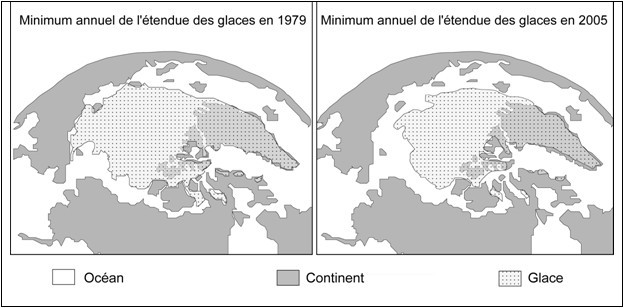 Minimum annuel de l'étendue des glaces en 1979
Minimum annuel de l'étendue des glaces en 2005
Océan
Continent
Glace